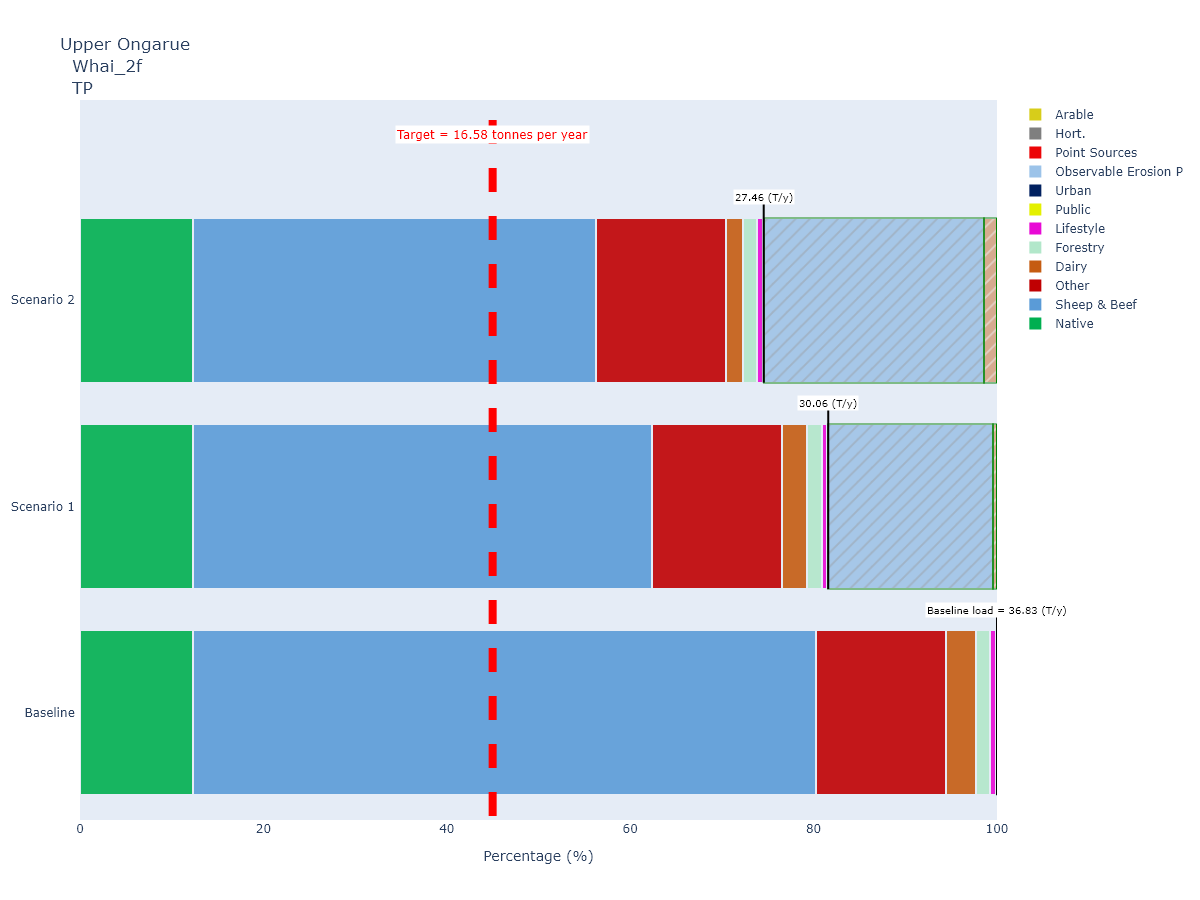 Upper Ongarue
Whai_2f
TP
Target = 16.58 tonnes per year
27.46 (T/y)
Scenario 2
30.06 (T/y)
Scenario 1
Baseline load = 36.83 (T/y)
Baseline
0 20 40 60 80 100
Percentage (%)
Arable
Hort.
Point Sources
Observable Erosion P
Urban
Public
Lifestyle
Forestry
Dairy
Other
Sheep & Beef
Native